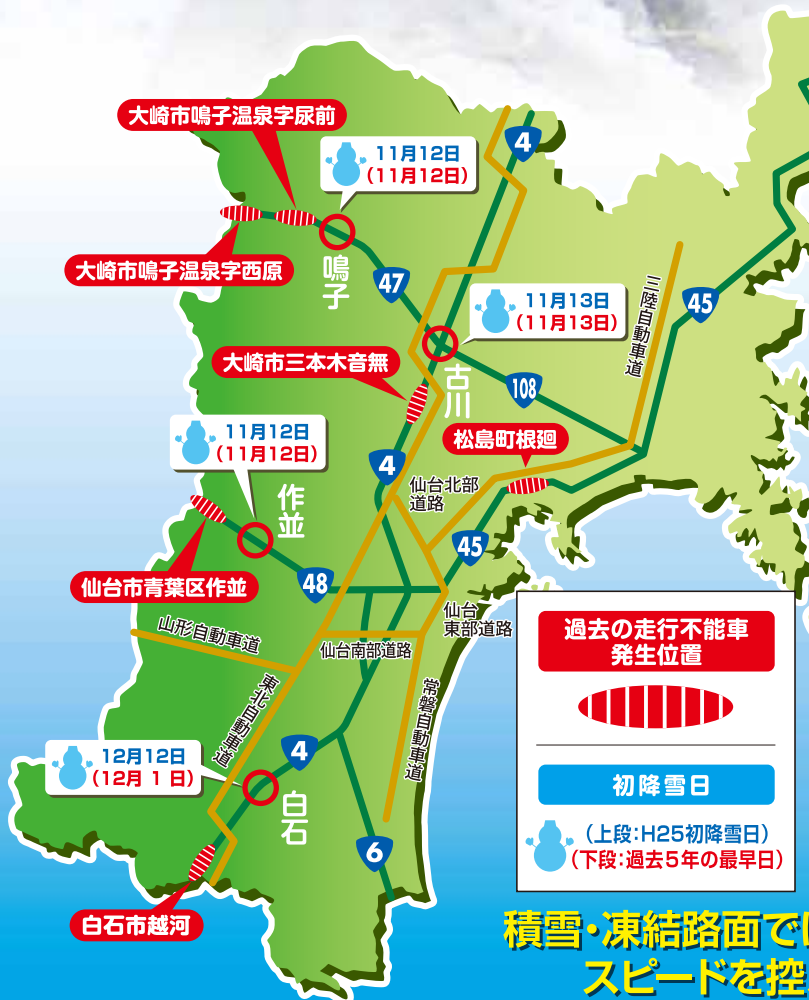 大崎市鳴子温泉字尿前
4
11月12日
(11月12日)
大崎市鳴子温泉字西原
鳴子
47
三陸自動車道
45
11月13日
(11月13日)
大崎市三本木音無
古川
108
11月12日
(11月12日)
松島町根廻
4
仙台北部
道路
作並
45
仙台市青葉区作並
48
仙台
東部道路
山形自動車道
仙台南部道路
東北自動車道
常磐自動車道
12月12日
(12月 1 日)
4
白石
6
白石市越河
過去の走行不能車
発生位置
初降雪日
(上段:H25初降雪日)
(下段:過去5年の最早日)
積雪・凍結路面では
スピードを控